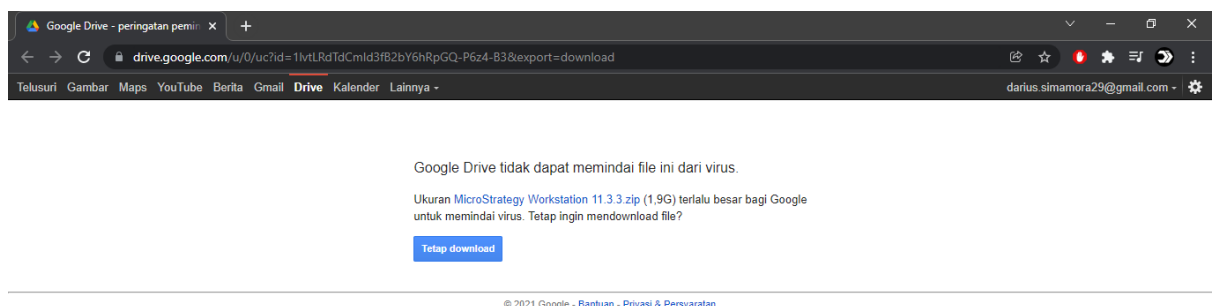 Google Drive - peringatan pemin
drive.google.com/u/0/uc?id=1IvtLRdTdCmId3fB2bY6hRpGQ-P6z4-B3&export=download
Telusuri Gambar Maps YouTube Berita Gmail Drive Kalender Lainnya
darius.simamora29@gmail.com
Google Drive tidak dapat memindai file ini dari virus.
Ukuran MicroStrategy Workstation 11.3.3.zip (1,9G) terlalu besar bagi Google
untuk memindai virus. Tetap ingin mendownload file?
Tetap download
© 2021 Google - Bantuan - Privasi & Persyaratan